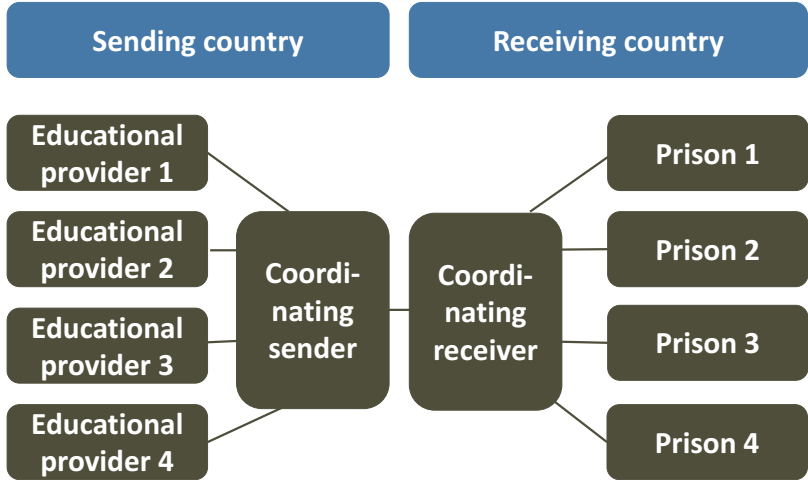 Sending country
Receiving country
Educational
provider 1
Educational
provider 2
Educational
provider 3
Educational
provider 4
Coordi-
nating
sender
Coordi-
nating
receiver
Prison 1
Prison 2
Prison 3
Prison 4